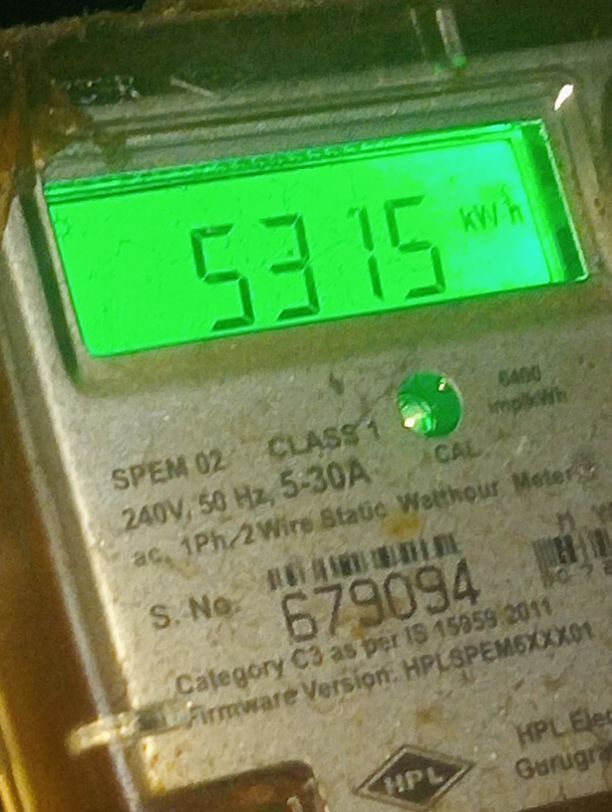 5315 kWh
6400
imp/kWh
SPEM 02 CLASS 1
CAL
240V, 50 Hz, 5-30A
ac, 1Ph/2Wire Static Watthour Meter
S. No. 679094
Category C3 as per IS 15959 2011
Firmware Version: HPLSPEM6XXX01
HPL
HPL Elec
Gurugra